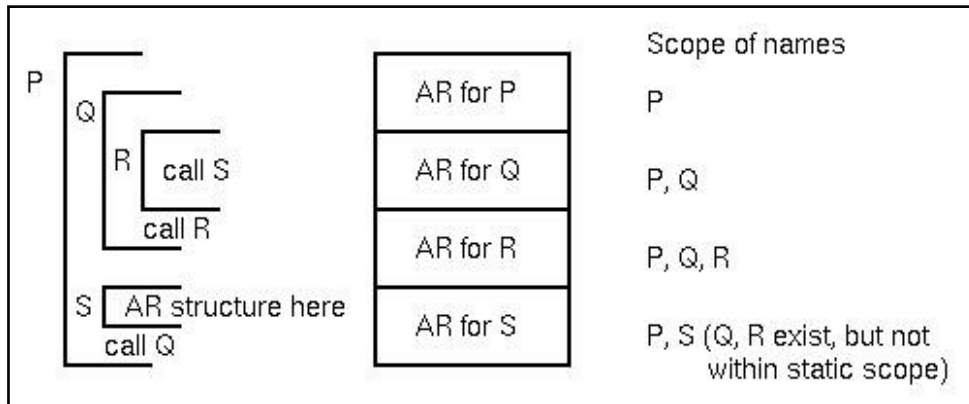 Scope of names
P
AR for P
P
Q
R
call S
AR for Q
P, Q
call R
AR for R
P, Q, R
S
AR structure here
AR for S
P, S (Q, R exist, but not
within static scope)
call Q